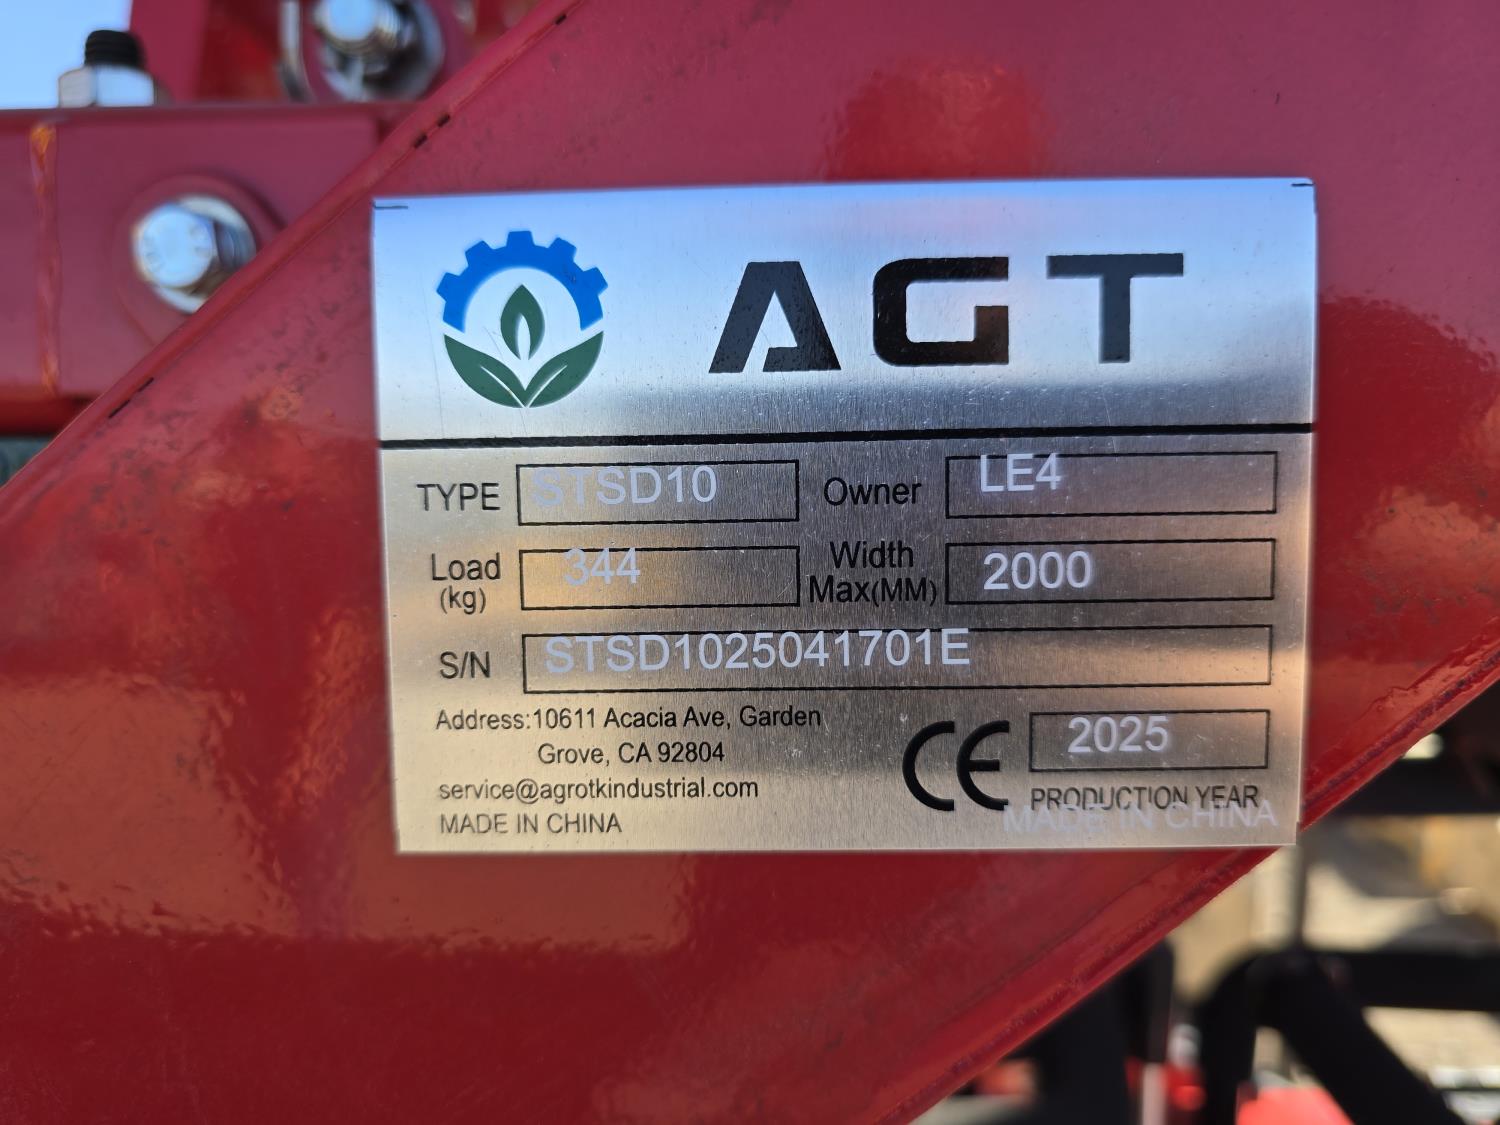 AGT
TYPE STSD10 Owner LE4
Load (kg) 344 Width Max(MM) 2000
S/N STSD1025041701E
Address:10611 Acacia Ave, Garden
Grove, CA 92804
service@agrotkindustrial.com
MADE IN CHINA
CE 2025
PRODUCTION YEAR
MADE IN CHINA